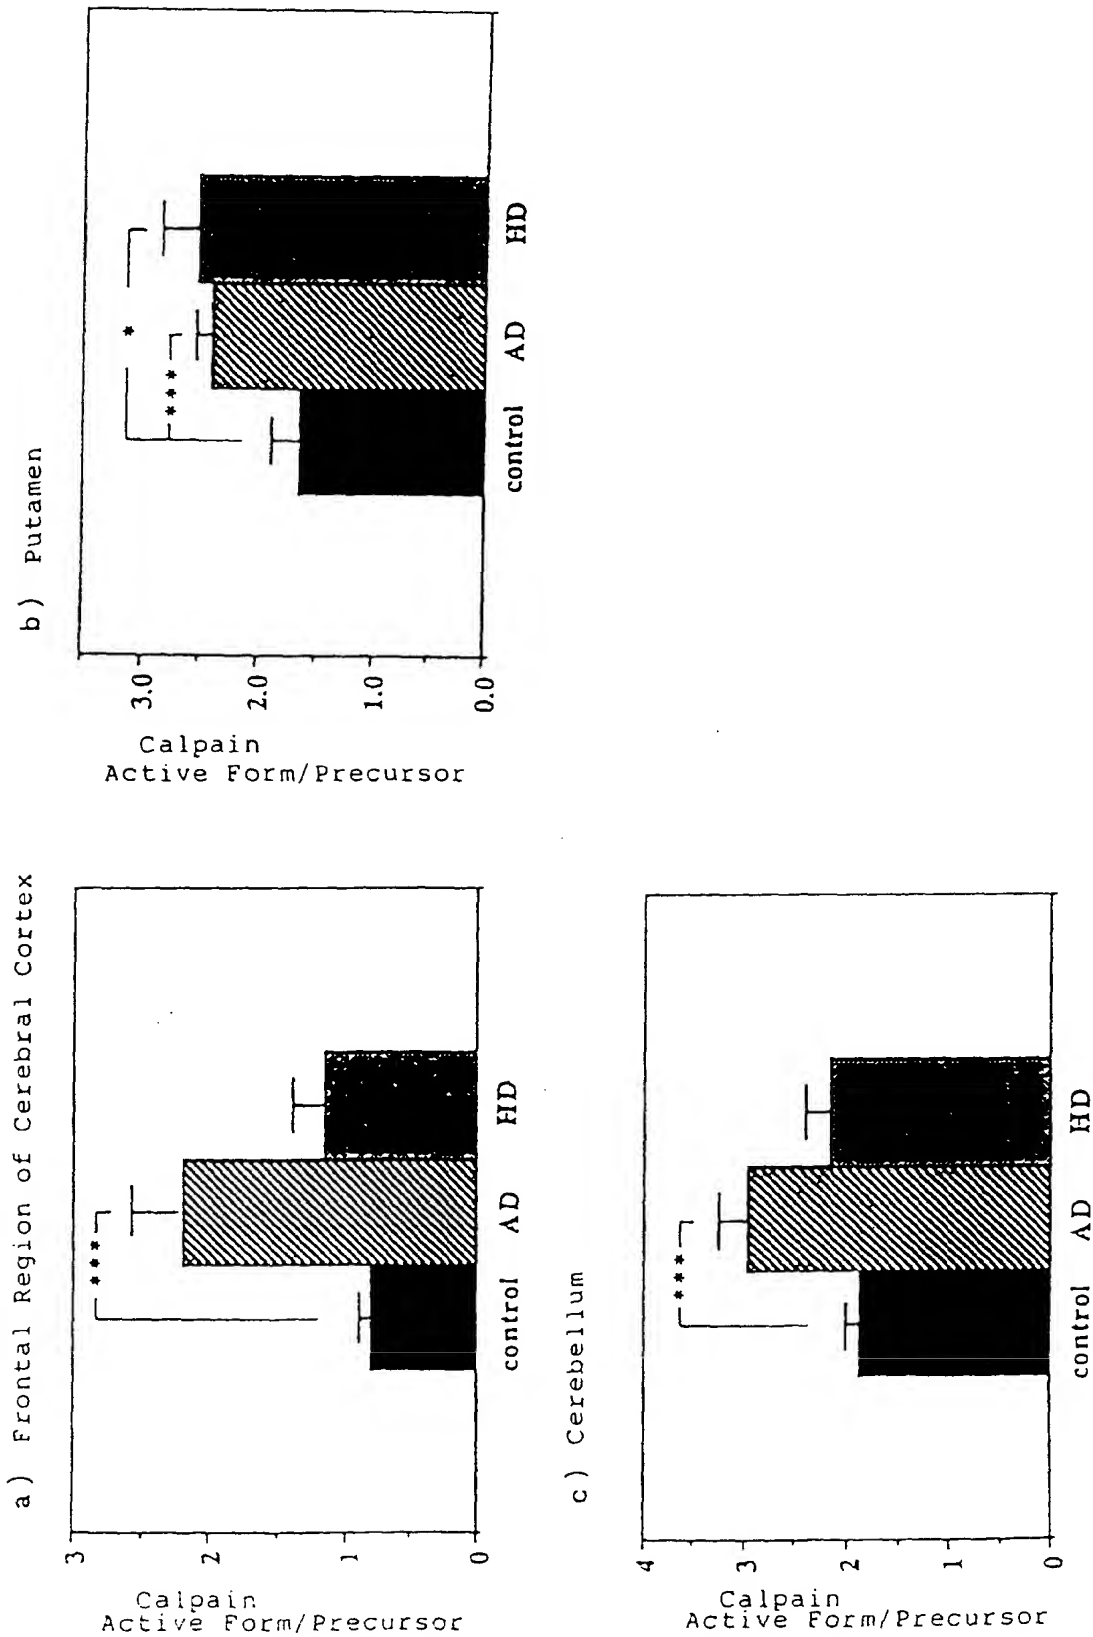 a) Frontal Region of Cerebral Cortex
Calpain
Active Form/Precursor
3
2
1
0
***
control
AD
HD
b) Putamen
Calpain
Active Form/Precursor
3.0
2.0
1.0
0.0
*
***
control
AD
HD
c) Cerebellum
Calpain
Active Form/Precursor
4
3
2
1
0
***
control
AD
HD